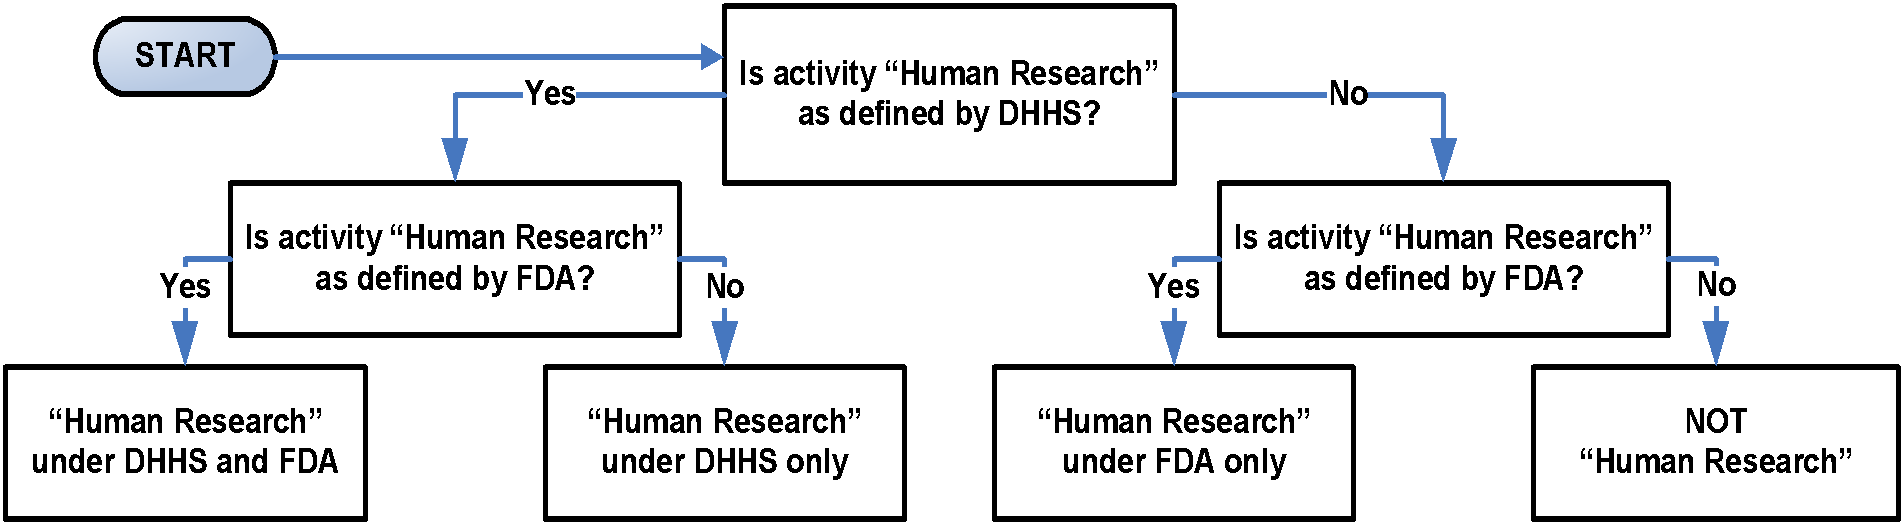 START
Is activity “Human Research”
as defined by DHHS?
Yes
No
Is activity “Human Research”
as defined by FDA?
Is activity “Human Research”
as defined by FDA?
Yes
No
Yes
No
“Human Research”
under DHHS and FDA
“Human Research”
under DHHS only
“Human Research”
under FDA only
NOT
“Human Research”